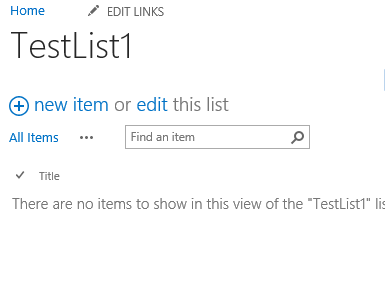 Home EDIT LINKS
TestList1
new item or edit this list
All Items ··· Find an item
Title
There are no items to show in this view of the "TestList1" lis